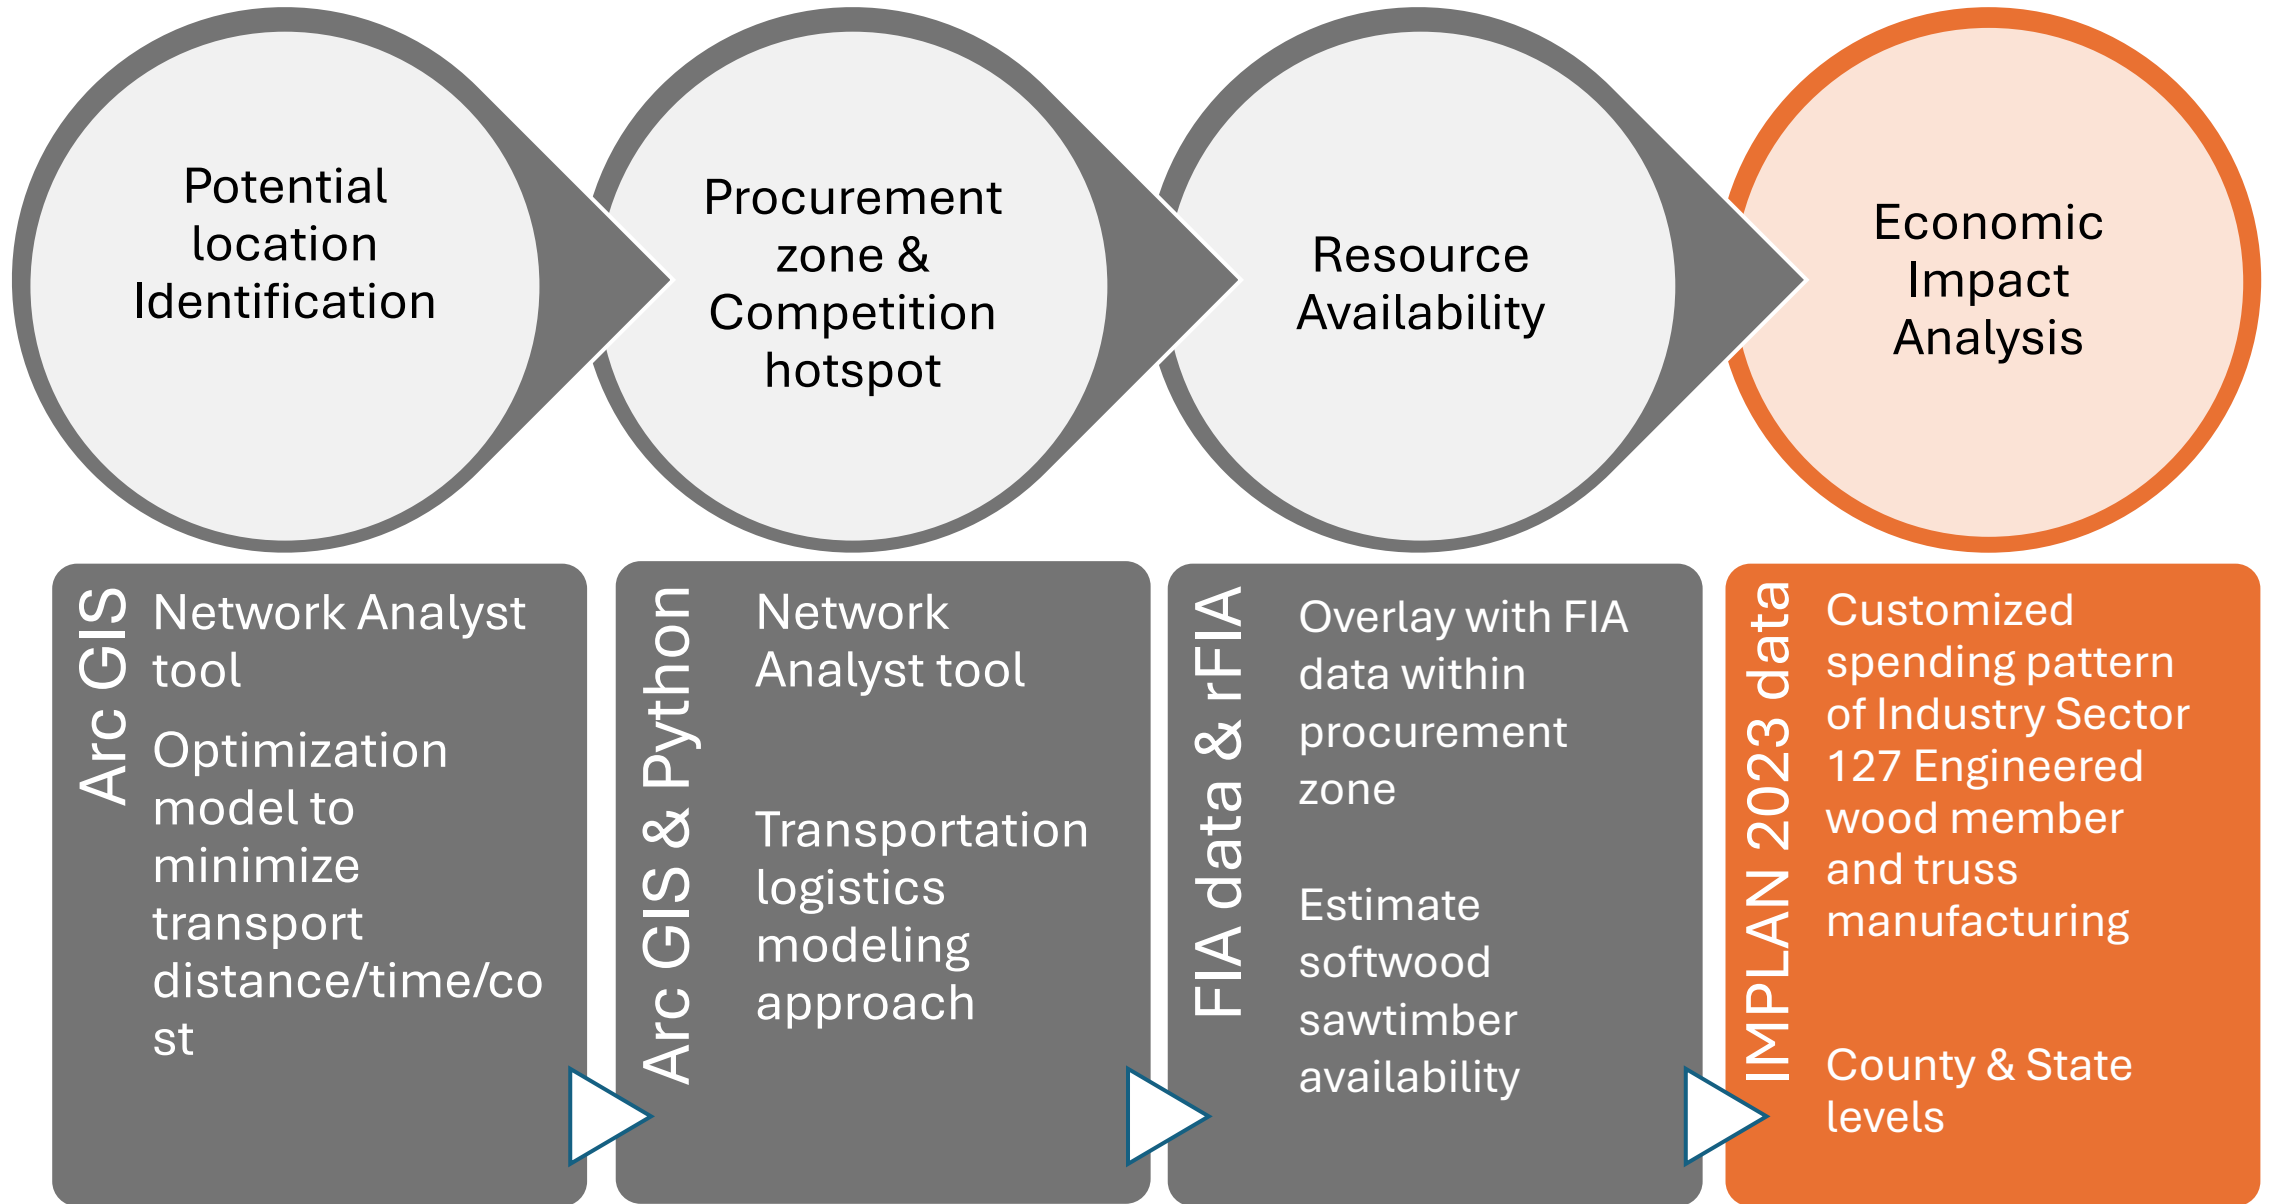 Potential
location
Identification
Procurement
zone &
Competition
hotspot
Resource
Availability
Economic
Impact
Analysis
Arc GIS
Network Analyst
tool
Optimization
model to
minimize
transport
distance/time/co
st
Arc GIS & Python
Network
Analyst tool
Transportation
logistics
modeling
approach
FIA data & rFIA
Overlay with FIA
data within
procurement
zone
Estimate
softwood
sawtimber
availability
IMPLAN 2023 data
Customized
spending pattern
of Industry Sector
127 Engineered
wood member
and truss
manufacturing
County & State
levels